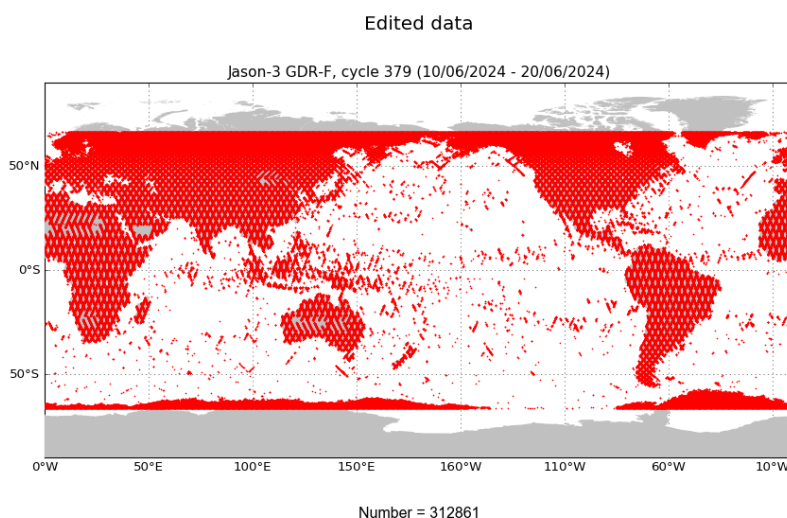 Edited data
Jason-3 GDR-F, cycle 379 (10/06/2024 - 20/06/2024)
50°N
0°S
50°S
0°W 50°E 100°E 150°E 160°W 110°W 60°W 10°W
Number = 312861